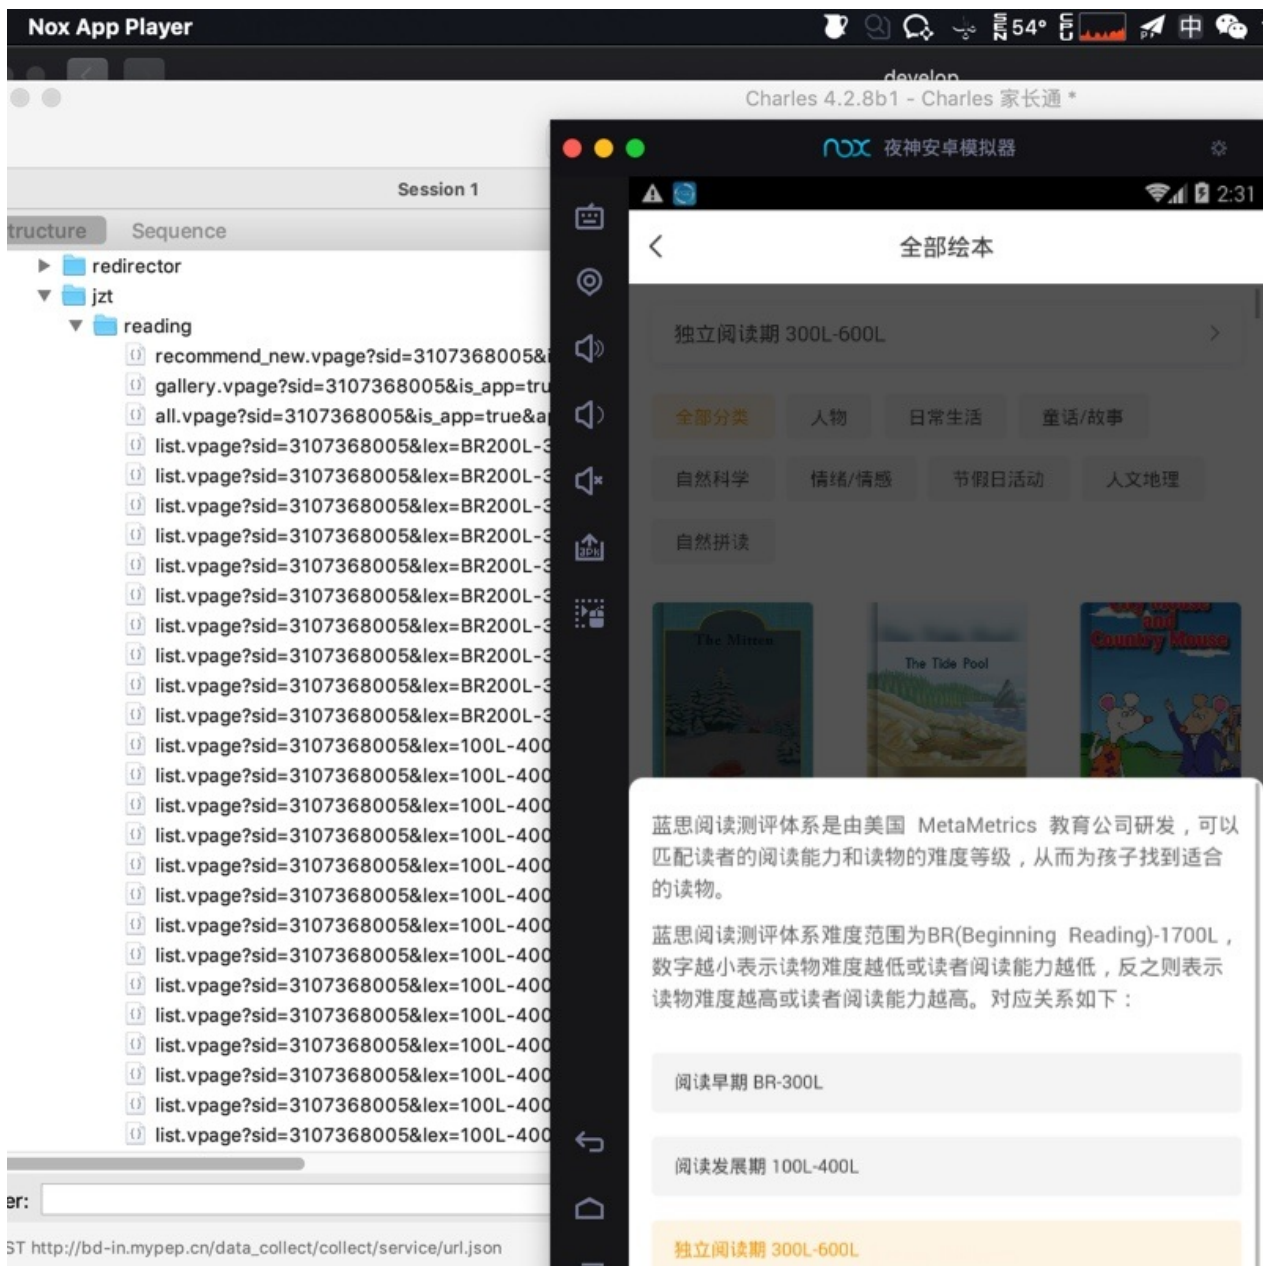 Nox App Player
SEN 54° CPU 中
develop
Charles 4.2.8b1 - Charles 家长通 *
Session 1
tructure Sequence
redirector
jzt
reading
recommend_new.vpage?sid=3107368005&i
gallery.vpage?sid=3107368005&is_app=tru
all.vpage?sid=3107368005&is_app=true&a
list.vpage?sid=3107368005&lex=BR200L-3
list.vpage?sid=3107368005&lex=BR200L-3
list.vpage?sid=3107368005&lex=BR200L-3
list.vpage?sid=3107368005&lex=BR200L-3
list.vpage?sid=3107368005&lex=BR200L-3
list.vpage?sid=3107368005&lex=BR200L-3
list.vpage?sid=3107368005&lex=BR200L-3
list.vpage?sid=3107368005&lex=BR200L-3
list.vpage?sid=3107368005&lex=BR200L-3
list.vpage?sid=3107368005&lex=BR200L-3
list.vpage?sid=3107368005&lex=100L-400
list.vpage?sid=3107368005&lex=100L-400
list.vpage?sid=3107368005&lex=100L-400
list.vpage?sid=3107368005&lex=100L-400
list.vpage?sid=3107368005&lex=100L-400
list.vpage?sid=3107368005&lex=100L-400
list.vpage?sid=3107368005&lex=100L-400
list.vpage?sid=3107368005&lex=100L-400
list.vpage?sid=3107368005&lex=100L-400
list.vpage?sid=3107368005&lex=100L-400
list.vpage?sid=3107368005&lex=100L-400
list.vpage?sid=3107368005&lex=100L-400
list.vpage?sid=3107368005&lex=100L-400
list.vpage?sid=3107368005&lex=100L-400
er:
ST http://bd-in.mypep.cn/data_collect/collect/service/url.json
nox 夜神安卓模拟器
2:31
全部绘本
独立阅读期 300L-600L
全部分类 人物 日常生活 童话/故事
自然科学 情绪/情感 节假日活动 人文地理
自然拼读
The Mitten
The Tide Pool
City Mouse
and
Country Mouse
蓝思阅读测评体系是由美国 MetaMetrics 教育公司研发，可以
匹配读者的阅读能力和读物的难度等级，从而为孩子找到适合
的读物。
蓝思阅读测评体系难度范围为BR(Beginning Reading)-1700L，
数字越小表示读物难度越低或读者阅读能力越低，反之则表示
读物难度越高或读者阅读能力越高。对应关系如下：
阅读早期 BR-300L
阅读发展期 100L-400L
独立阅读期 300L-600L